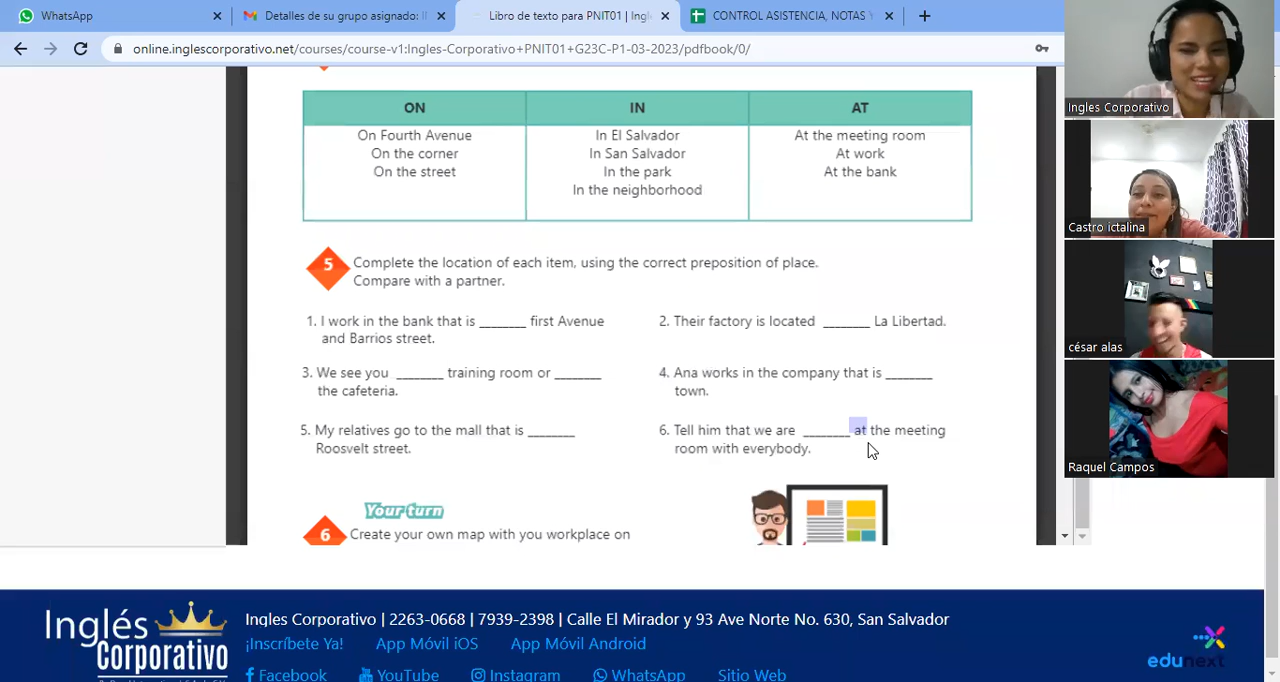 WhatsApp
Detalles de su grupo asignado: I
Libro de texto para PNIT01 | Ingl
CONTROL ASISTENCIA, NOTAS Y
online.inglescorporativo.net/courses/course-v1:Ingles-Corporativo+PNIT01+G23C-P1-03-2023/pdfbook/0/
ON
IN
AT
On Fourth Avenue
On the corner
On the street
In El Salvador
In San Salvador
In the park
In the neighborhood
At the meeting room
At work
At the bank
5 Complete the location of each item, using the correct preposition of place.
Compare with a partner.
1. I work in the bank that is ________ first Avenue
and Barrios street.
2. Their factory is located ________ La Libertad.
3. We see you ________ training room or ________
the cafeteria.
4. Ana works in the company that is ________
town.
5. My relatives go to the mall that is ________
Roosvelt street.
6. Tell him that we are ________ at the meeting
room with everybody.
Your turn
6 Create your own map with you workplace on
Ingles Corporativo
Castro ictalina
césar alas
Raquel Campos
Inglés
Corporativo
Ingles Corporativo | 2263-0668 | 7939-2398 | Calle El Mirador y 93 Ave Norte No. 630, San Salvador
¡Inscríbete Ya!
App Móvil iOS
App Móvil Android
Facebook
YouTube
Instagram
WhatsApp
Sitio Web
edunext